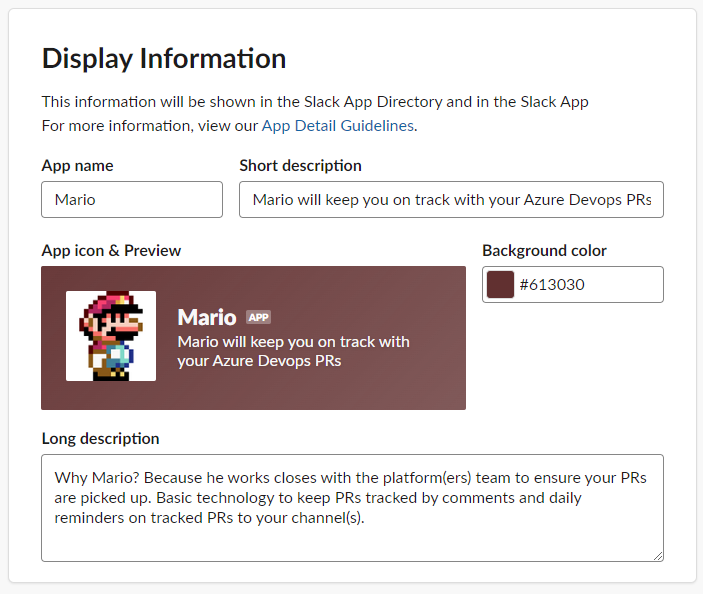 Display Information
This information will be shown in the Slack App Directory and in the Slack App
For more information, view our App Detail Guidelines.
App name
Short description
Mario
Mario will keep you on track with your Azure Devops PRs
App icon & Preview
Background color
Mario APP
Mario will keep you on track with
your Azure Devops PRs
#613030
Long description
Why Mario? Because he works closes with the platform(ers) team to ensure your PRs
are picked up. Basic technology to keep PRs tracked by comments and daily
reminders on tracked PRs to your channel(s).